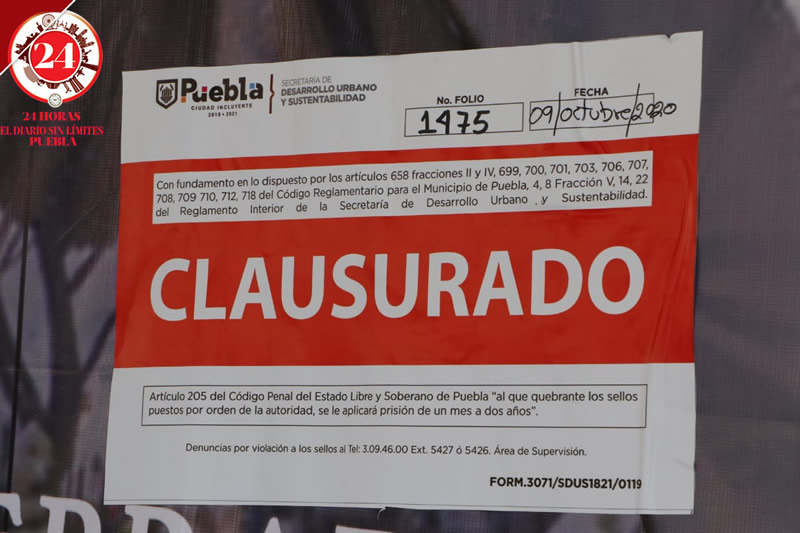 24
24 HORAS
EL DIARIO SIN LÍMITES
PUEBLA
Puebla
CIUDAD INCLUYENTE
2018 • 2021
SECRETARÍA DE
DESARROLLO URBANO
Y SUSTENTABILIDAD
No. FOLIO
1475
FECHA
09/octubre/2020
Con fundamento en lo dispuesto por los artículos 658 fracciones II y IV, 699, 700, 701, 703, 706, 707,
708, 709 710, 712, 718 del Código Reglamentario para el Municipio de Puebla, 4, 8 Fracción V, 14, 22
del Reglamento Interior de la Secretaría de Desarrollo Urbano y Sustentabilidad.
CLAUSURADO
Artículo 205 del Código Penal del Estado Libre y Soberano de Puebla "al que quebrante los sellos
puestos por orden de la autoridad, se le aplicará prisión de un mes a dos años".
Denuncias por violación a los sellos al Tel: 3.09.46.00 Ext. 5427 ó 5426. Área de Supervisión.
FORM.3071/SDUS1821/0119